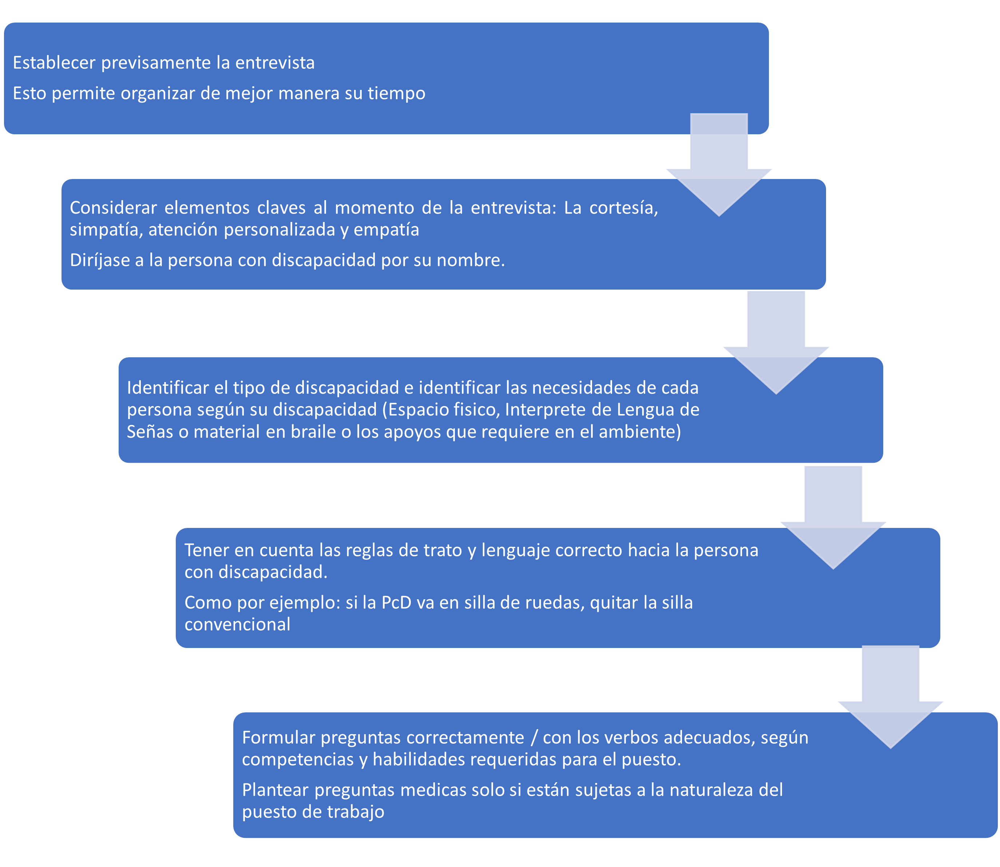 Establecer previsamente la entrevista
Esto permite organizar de mejor manera su tiempo
Considerar elementos claves al momento de la entrevista: La cortesía,
simpatía, atención personalizada y empatía
Diríjase a la persona con discapacidad por su nombre.
Identificar el tipo de discapacidad e identificar las necesidades de cada
persona según su discapacidad (Espacio fisico, Interprete de Lengua de
Señas o material en braile o los apoyos que requiere en el ambiente)
Tener en cuenta las reglas de trato y lenguaje correcto hacia la persona
con discapacidad.
Como por ejemplo: si la PcD va en silla de ruedas, quitar la silla
convencional
Formular preguntas correctamente / con los verbos adecuados, según
competencias y habilidades requeridas para el puesto.
Plantear preguntas medicas solo si están sujetas a la naturaleza del
puesto de trabajo